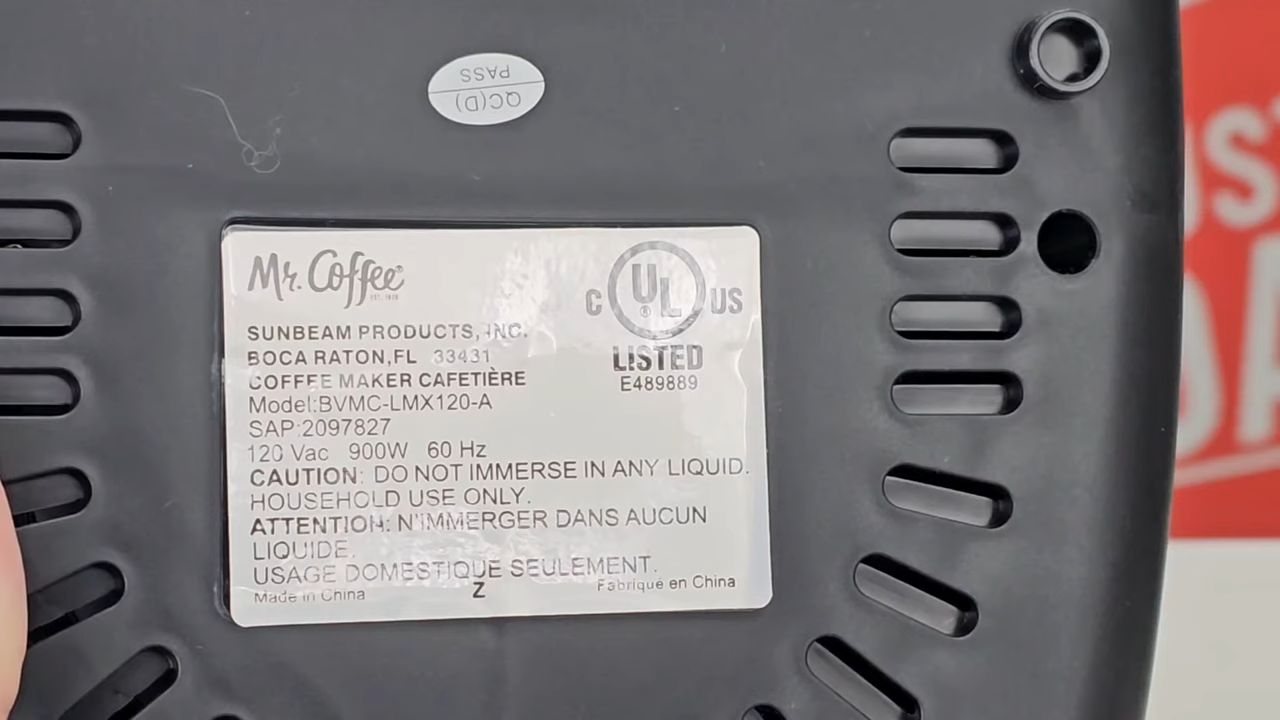 QC(D)
PASS
Mr. Coffee®
EST. 1970
C UL® US
LISTED
E489889
SUNBEAM PRODUCTS, INC.
BOCA RATON,FL 33431
COFFEE MAKER CAFETIÈRE
Model:BVMC-LMX120-A
SAP:2097827
120 Vac 900W 60 Hz
CAUTION: DO NOT IMMERSE IN ANY LIQUID.
HOUSEHOLD USE ONLY.
ATTENTION: N'IMMERGER DANS AUCUN
LIQUIDE.
USAGE DOMESTIQUE SEULEMENT.
Made in China
Z
Fabriqué en China